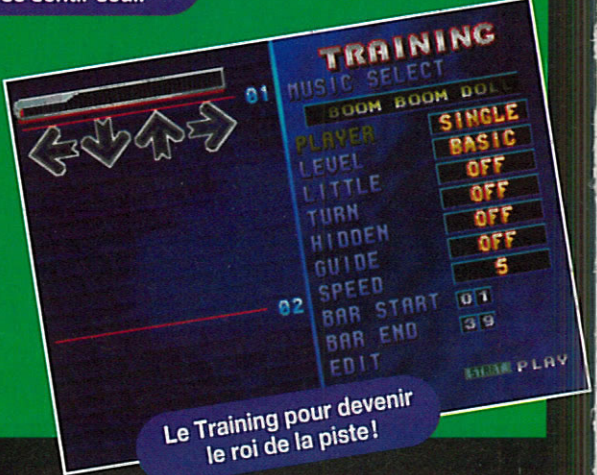 TRAINING
MUSIC SELECT
01
BOOM BOOM DOLL
PLAYER SINGLE
LEVEL BASIC
LITTLE OFF
TURN OFF
HIDDEN OFF
GUIDE OFF
SPEED 5
02
BAR START 01
BAR END 39
EDIT
START PLAY
Le Training pour devenir
le roi de la piste!